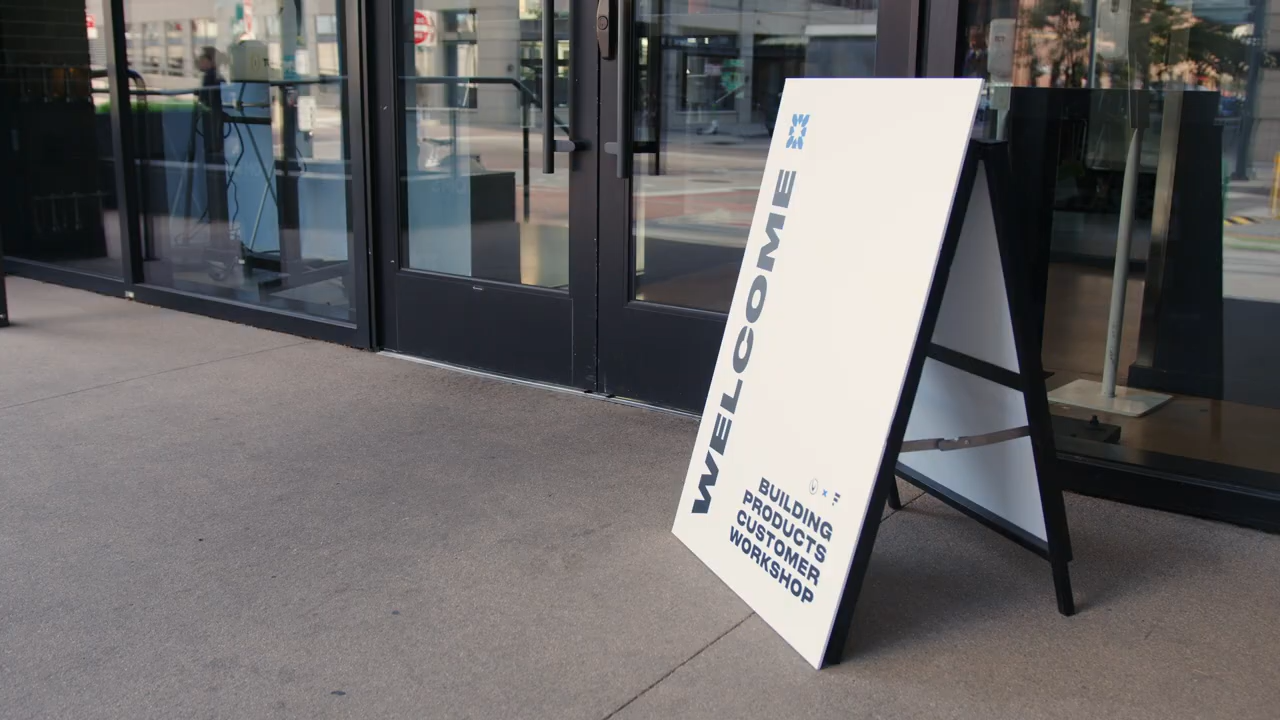 WELCOME
BUILDING
PRODUCTS
CUSTOMER
WORKSHOP